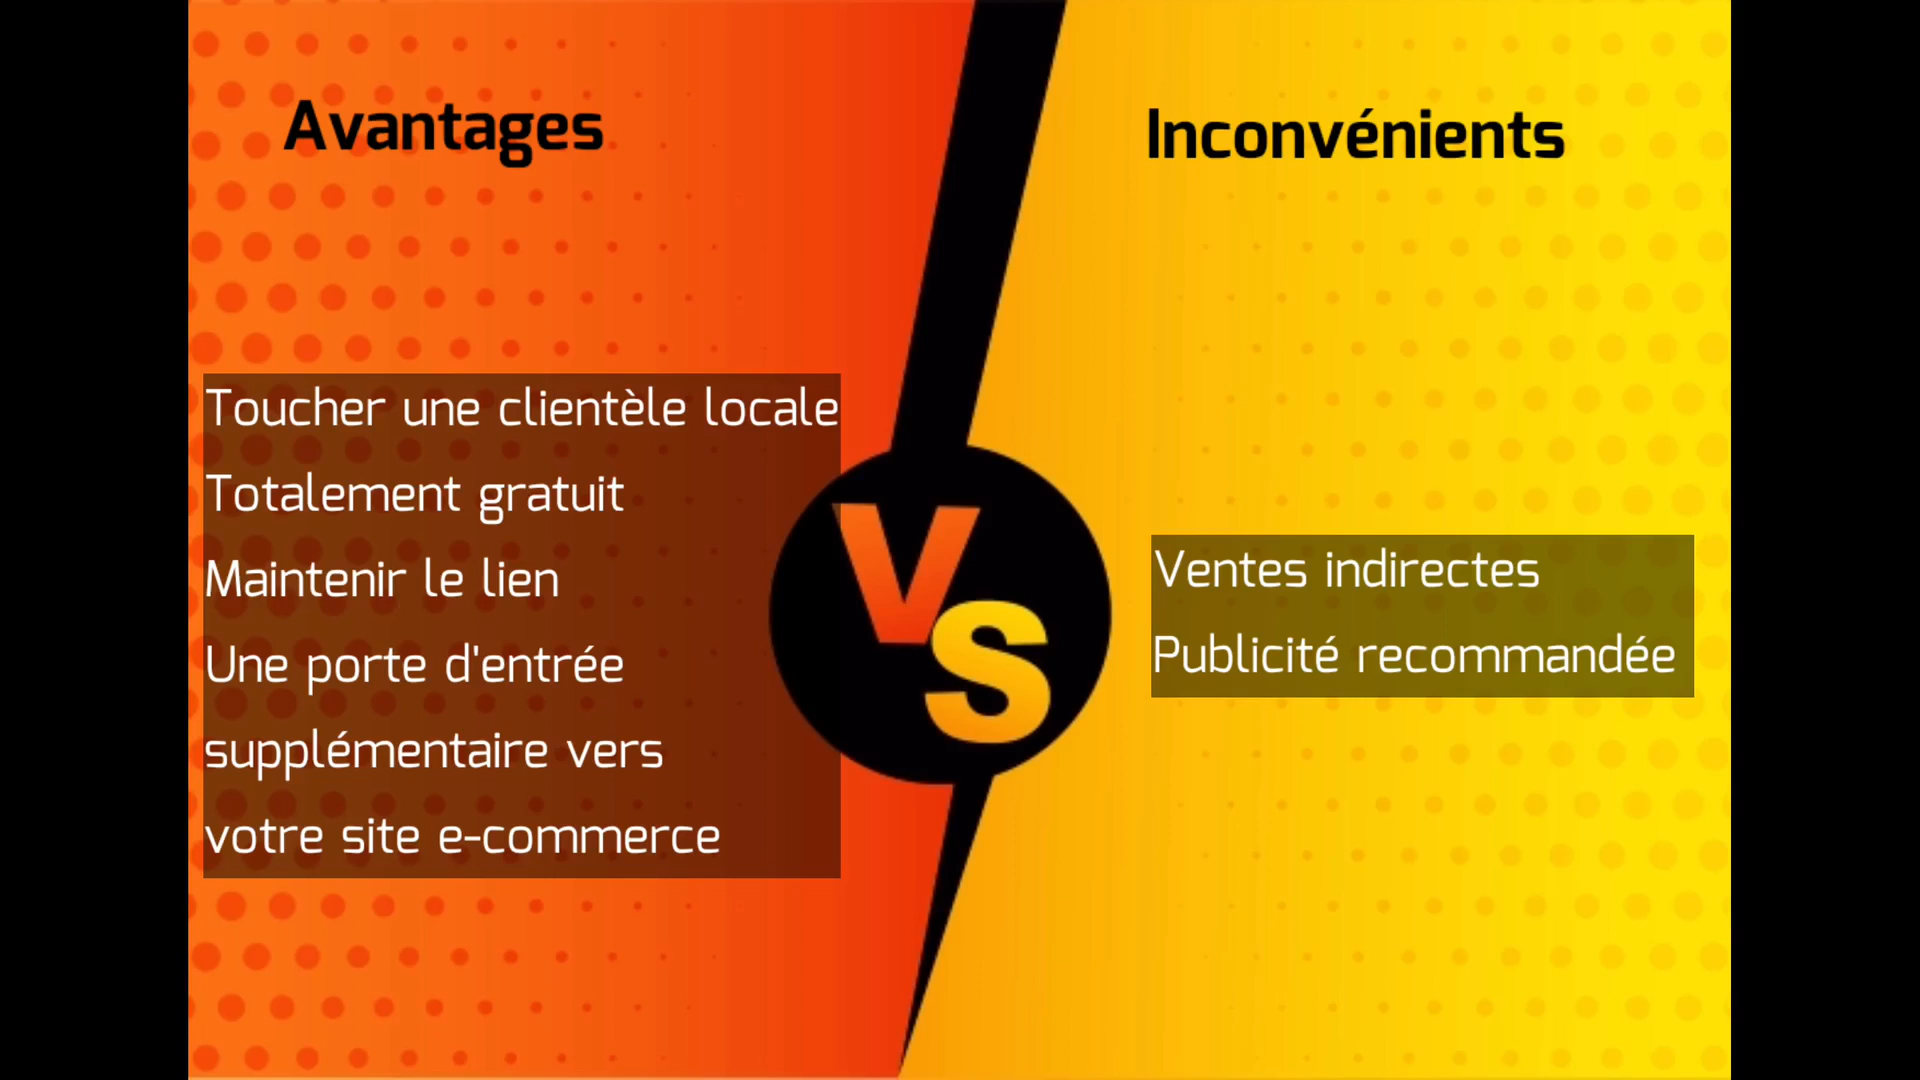 Avantages
Toucher une clientèle locale
Totalement gratuit
Maintenir le lien
Une porte d'entrée
supplémentaire vers
votre site e-commerce
VS
Inconvénients
Ventes indirectes
Publicité recommandée